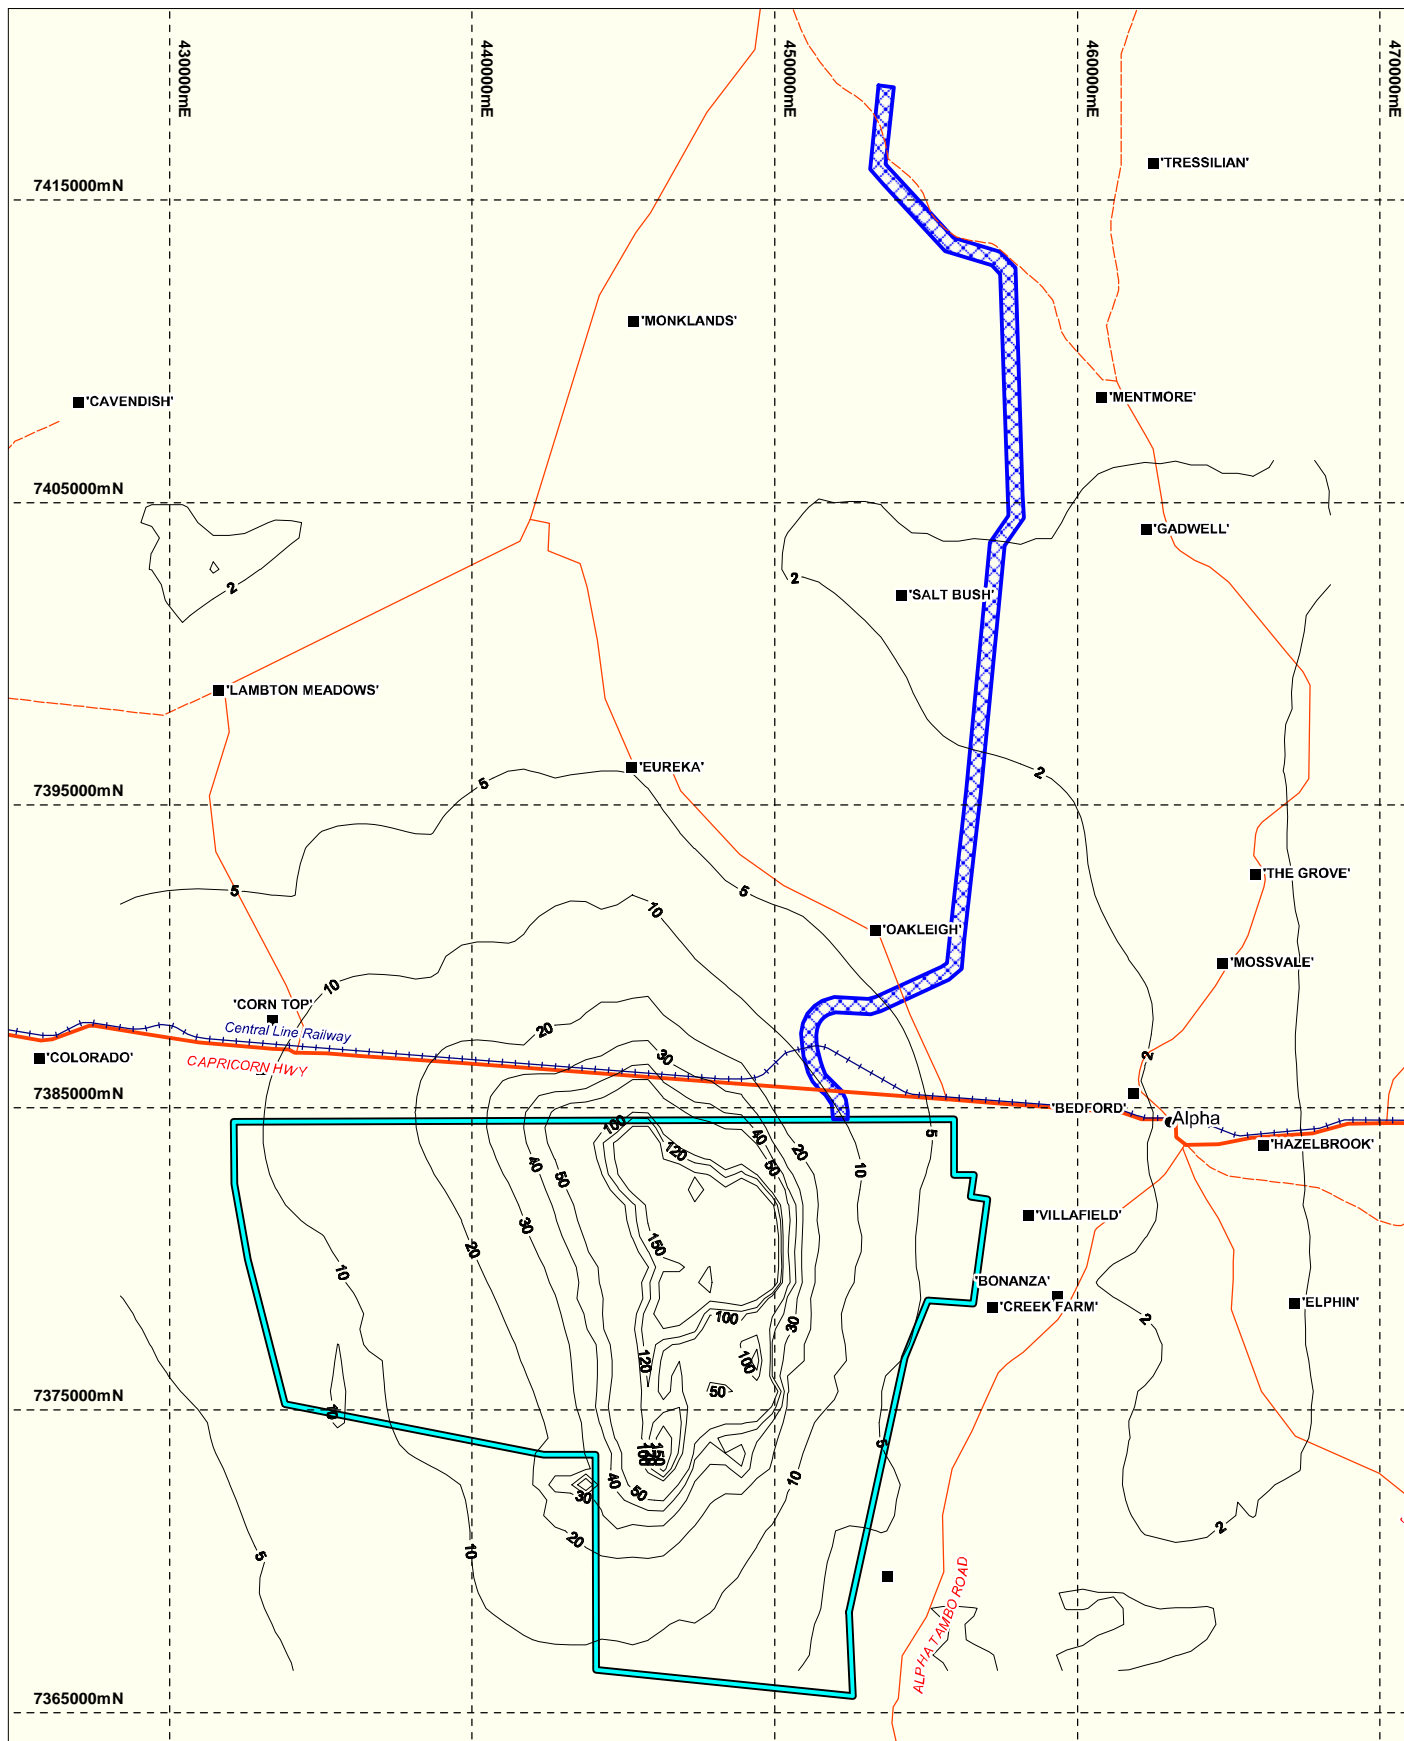 430000mE
440000mE
450000mE
460000mE
470000mE
'TRESSILIAN'
7415000mN
'MONKLANDS'
'CAVENDISH'
'MENTMORE'
7405000mN
'GADWELL'
2
2
'SALT BUSH'
'LAMBTON MEADOWS'
'EUREKA'
5
2
7395000mN
'THE GROVE'
5
5
10
'OAKLEIGH'
'MOSSVALE'
10
'CORN TOP'
20
Central Line Railway
30
'COLORADO'
2
CAPRICORN HWY
7385000mN
'BEDFORD'
Alpha
100
40
5
'HAZELBROOK'
120
20
40
50
50
10
'VILLAFIELD'
30
20
150
10
'BONANZA'
'CREEK FARM'
'ELPHIN'
100
30
2
120
100
50
7375000mN
10
150
100
40
50
10
30
20
2
10
5
ALPHA TAMBO ROAD
7365000mN